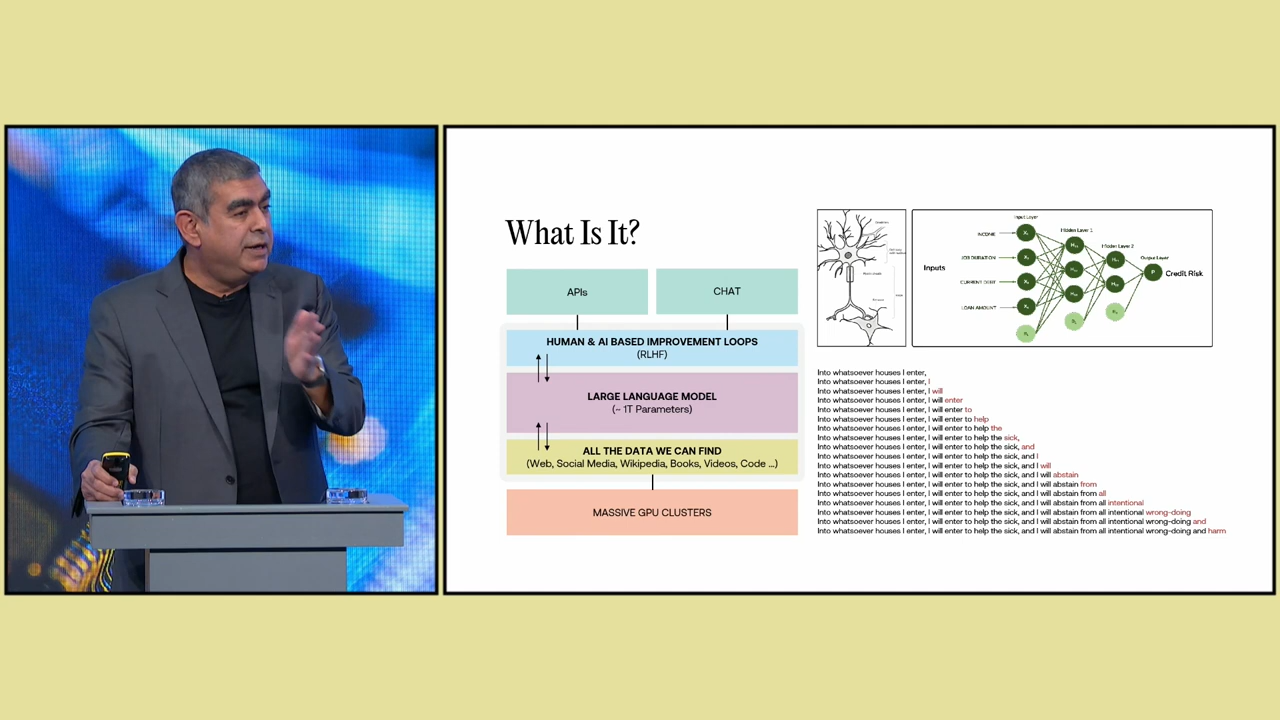 What Is It?
APIs
CHAT
HUMAN & AI BASED IMPROVEMENT LOOPS
(RLHF)
LARGE LANGUAGE MODEL
(~ 1T Parameters)
ALL THE DATA WE CAN FIND
(Web, Social Media, Wikipedia, Books, Videos, Code ...)
MASSIVE GPU CLUSTERS
Input Layer
Hidden Layer 1
Hidden Layer 2
Output Layer
Inputs
INCOME
JOB DURATION
CURRENT DEBT
LOAN AMOUNT
X₁
P
Credit Risk
Into whatsoever houses I enter,
Into whatsoever houses I enter, I
Into whatsoever houses I enter, I will
Into whatsoever houses I enter, I will enter
Into whatsoever houses I enter, I will enter to
Into whatsoever houses I enter, I will enter to help
Into whatsoever houses I enter, I will enter to help the
Into whatsoever houses I enter, I will enter to help the sick,
Into whatsoever houses I enter, I will enter to help the sick, and
Into whatsoever houses I enter, I will enter to help the sick, and I
Into whatsoever houses I enter, I will enter to help the sick, and I will
Into whatsoever houses I enter, I will enter to help the sick, and I will abstain
Into whatsoever houses I enter, I will enter to help the sick, and I will abstain from
Into whatsoever houses I enter, I will enter to help the sick, and I will abstain from all
Into whatsoever houses I enter, I will enter to help the sick, and I will abstain from all intentional
Into whatsoever houses I enter, I will enter to help the sick, and I will abstain from all intentional wrong-doing
Into whatsoever houses I enter, I will enter to help the sick, and I will abstain from all intentional wrong-doing and
Into whatsoever houses I enter, I will enter to help the sick, and I will abstain from all intentional wrong-doing and harm